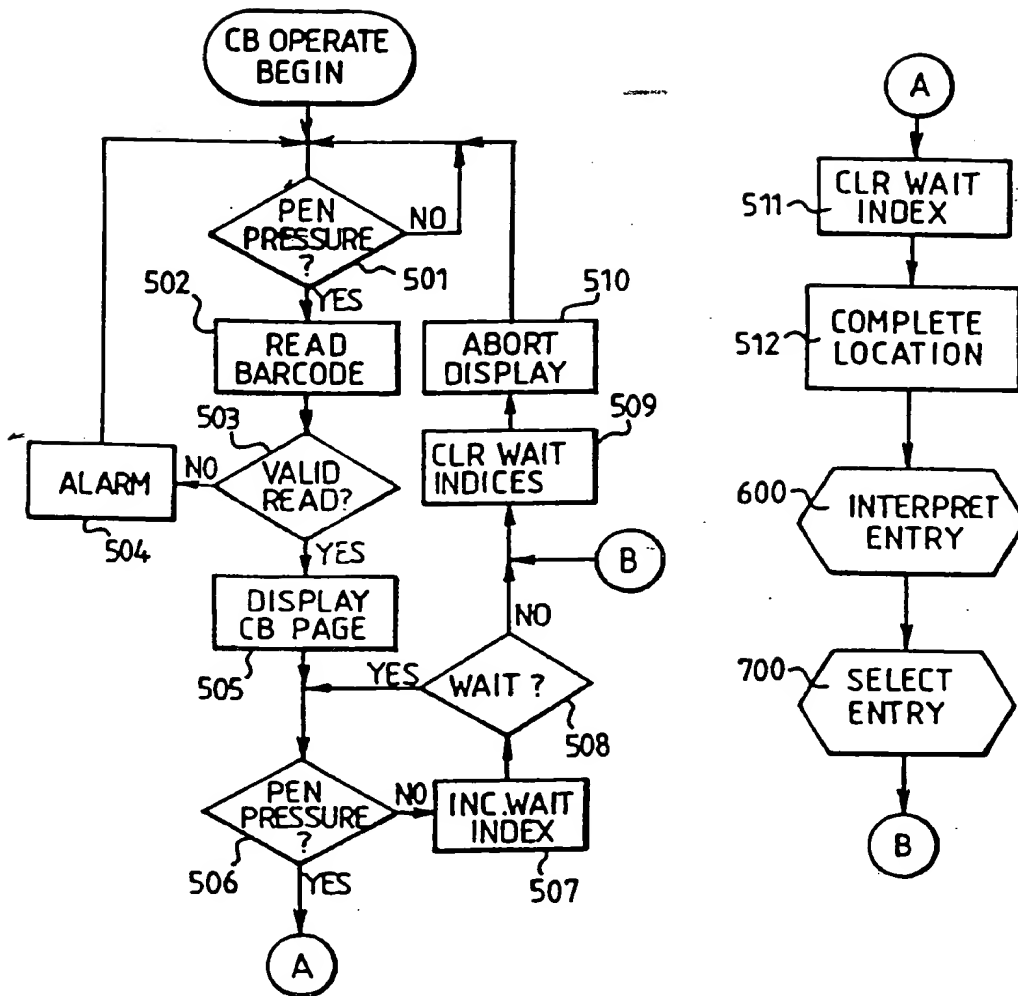 CB OPERATE
BEGIN
PEN
PRESSURE
?
NO
501
YES
502
READ
BARCODE
503
VALID
READ?
NO
ALARM
504
YES
DISPLAY
CB PAGE
505
PEN
PRESSURE
?
506
NO
YES
A
INC.WAIT
INDEX
507
WAIT ?
508
YES
NO
B
CLR WAIT
INDICES
509
ABORT
DISPLAY
510
A
CLR WAIT
INDEX
511
COMPLETE
LOCATION
512
INTERPRET
ENTRY
600
SELECT
ENTRY
700
B